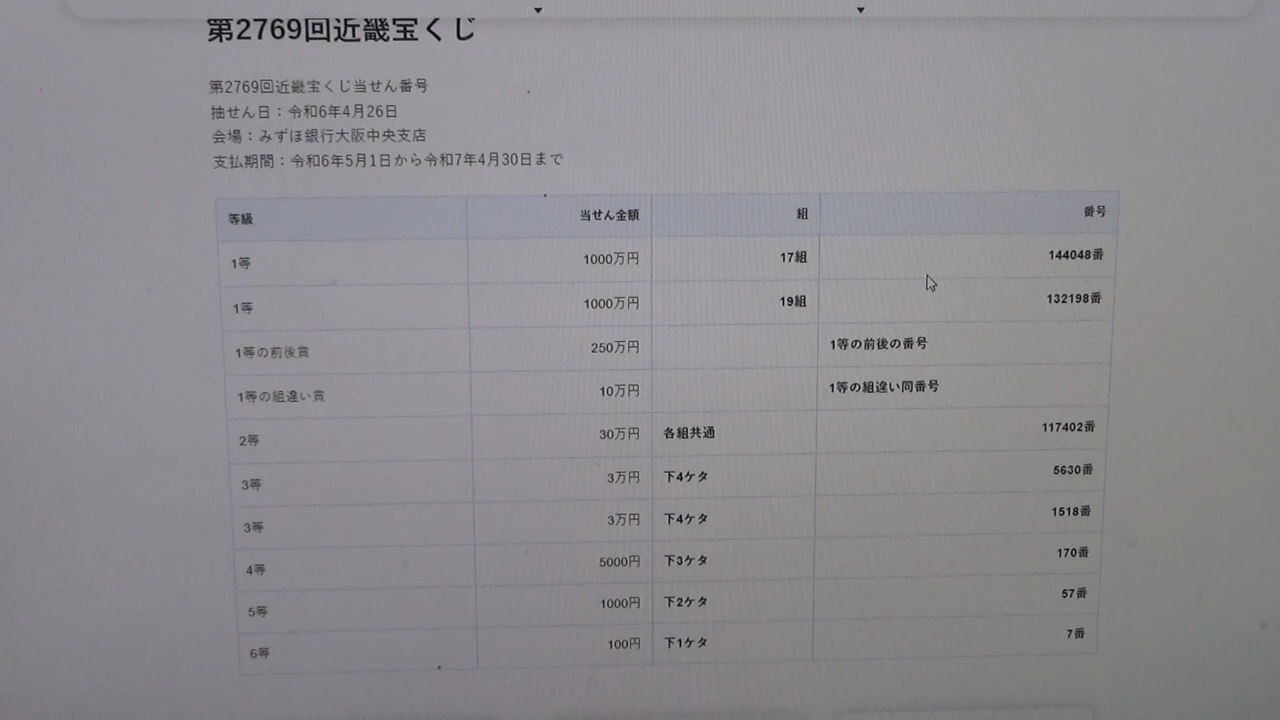 第2769回近畿宝くじ
第2769回近畿宝くじ当せん番号
抽せん日：令和6年4月26日
会場：みずほ銀行大阪中央支店
支払期間：令和6年5月1日から令和7年4月30日まで
等級 当せん金額 組 番号
1等 1000万円 17組 144048番
1等 1000万円 19組 132198番
1等の前後賞 250万円 1等の前後の番号
1等の組違い賞 10万円 1等の組違い同番号
2等 30万円 各組共通 117402番
3等 3万円 下4ケタ 5630番
3等 3万円 下4ケタ 1518番
4等 5000円 下3ケタ 170番
5等 1000円 下2ケタ 57番
6等 100円 下1ケタ 7番